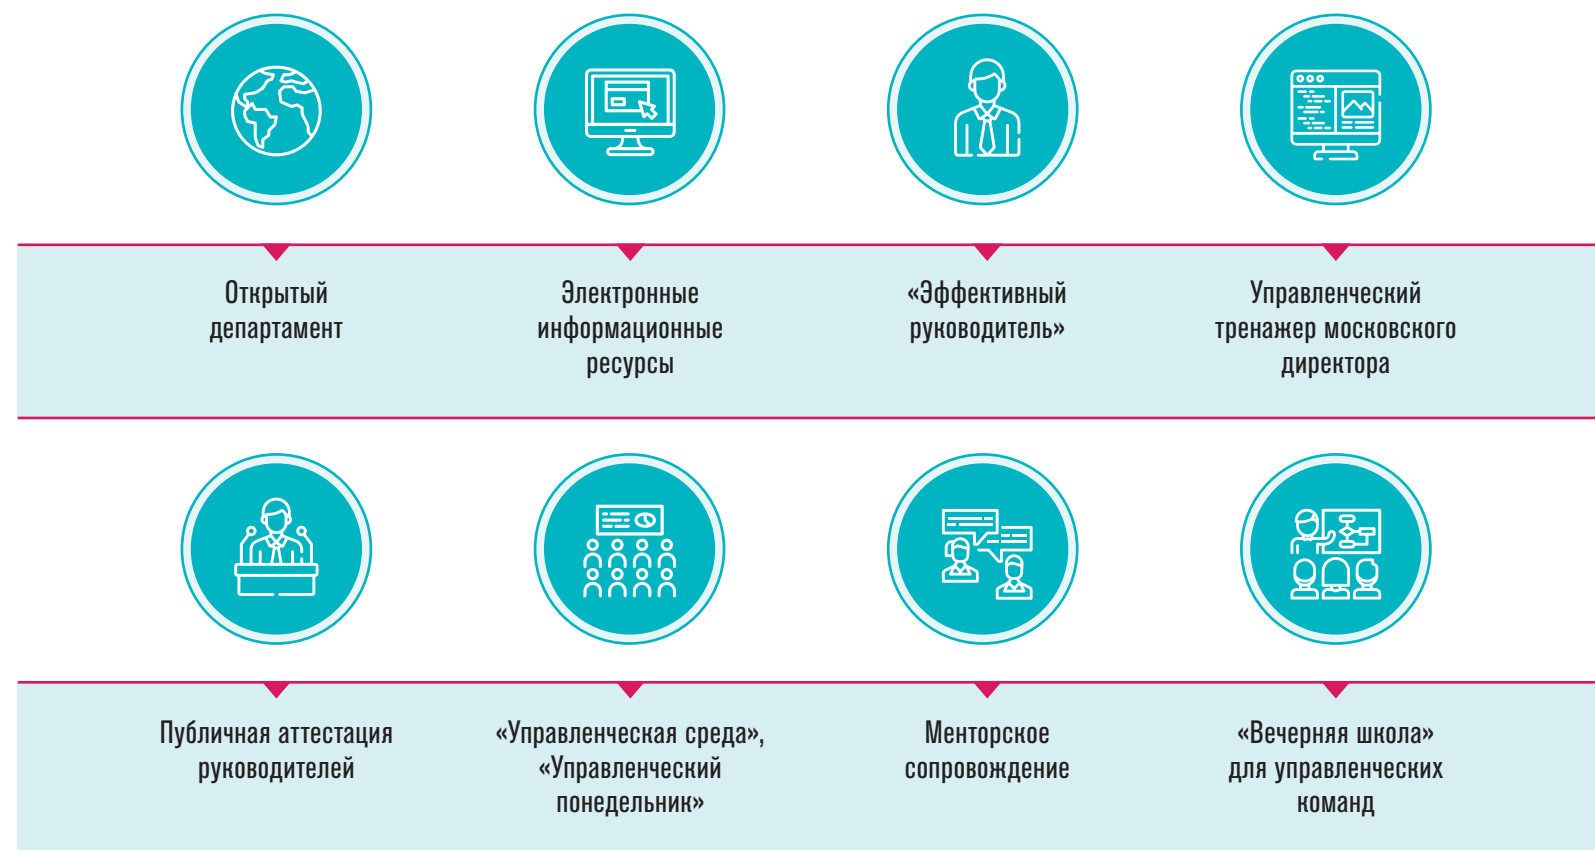 Открытый
департамент
Электронные
информационные
ресурсы
«Эффективный
руководитель»
Управленческий
тренажер московского
директора
Публичная аттестация
руководителей
«Управленческая среда»,
«Управленческий
понедельник»
Менторское
сопровождение
«Вечерняя школа»
для управленческих
команд